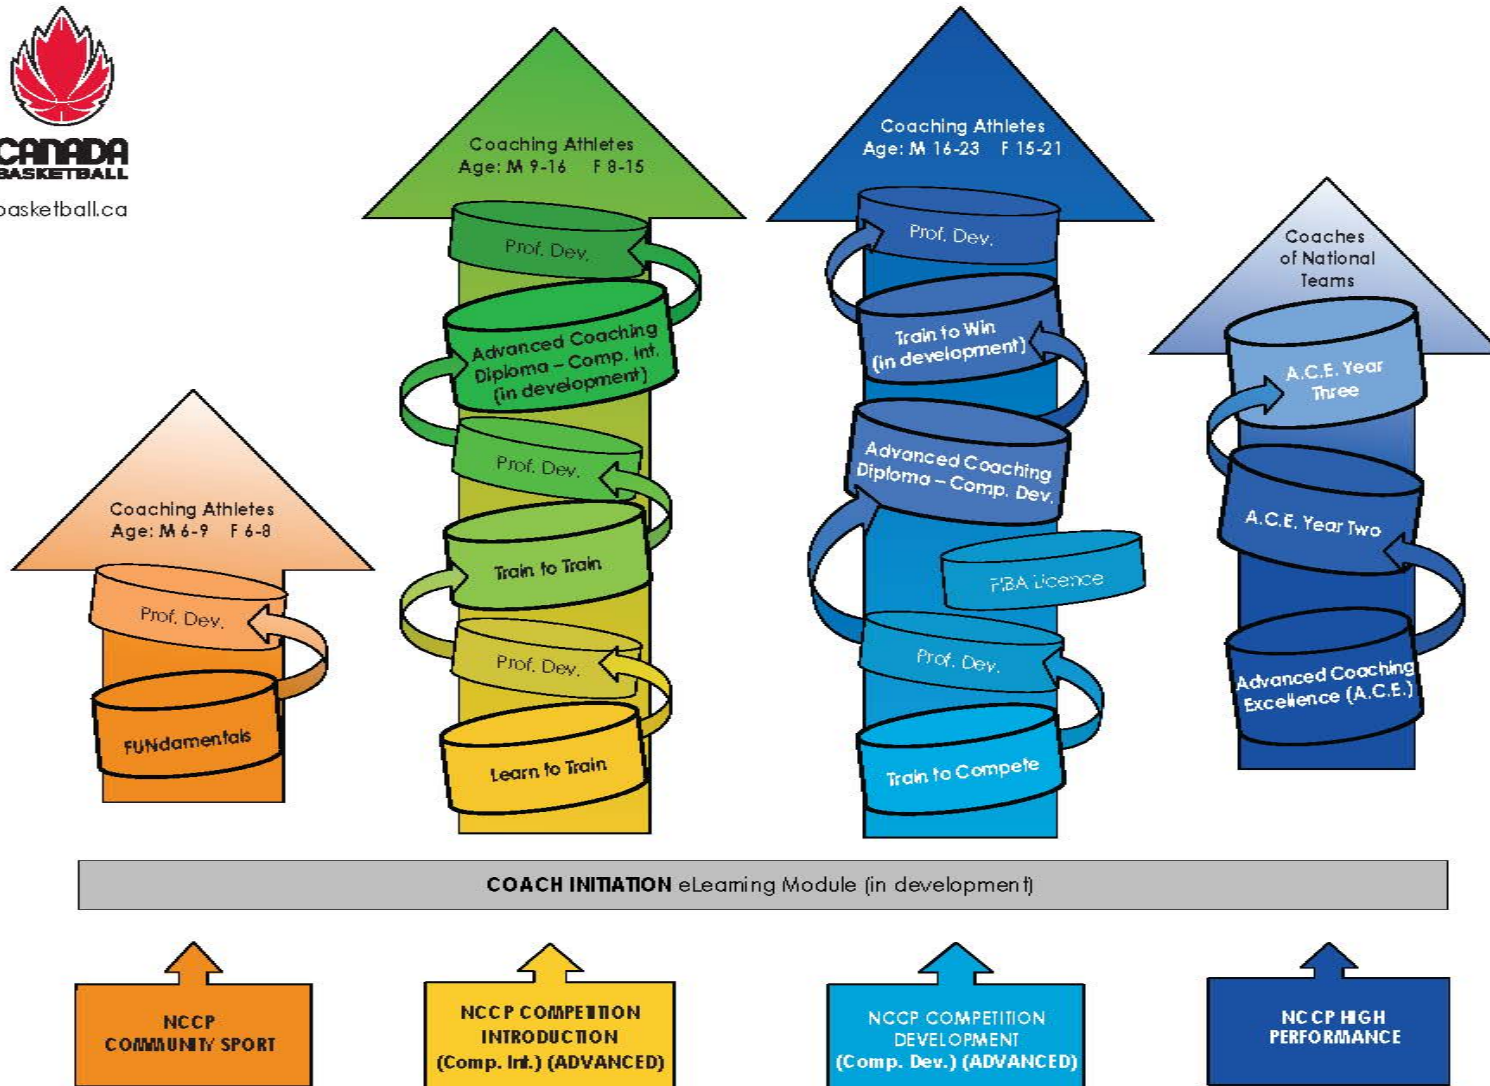 CANADA
BASKETBALL
basketball.ca
Coaching Athletes
Age: M 6-9 F 6-8
Prof. Dev.
FUNdamentals
Coaching Athletes
Age: M 9-16 F 8-15
Prof. Dev.
Advanced Coaching
Diploma – Comp. Int.
(in development)
Prof. Dev.
Train to Train
Prof. Dev.
Learn to Train
Coaching Athletes
Age: M 16-23 F 15-21
Prof. Dev.
Train to Win
(in development)
Advanced Coaching
Diploma – Comp. Dev.
FIBA Licence
Prof. Dev.
Train to Compete
Coaches
of National
Teams
A.C.E. Year
Three
A.C.E. Year Two
Advanced Coaching
Excellence (A.C.E.)
COACH INITIATION eLearning Module (in development)
NCCP
COMMUNITY SPORT
NCCP COMPETITION
INTRODUCTION
(Comp. Int.) (ADVANCED)
NCCP COMPETITION
DEVELOPMENT
(Comp. Dev.) (ADVANCED)
NCCP HIGH
PERFORMANCE